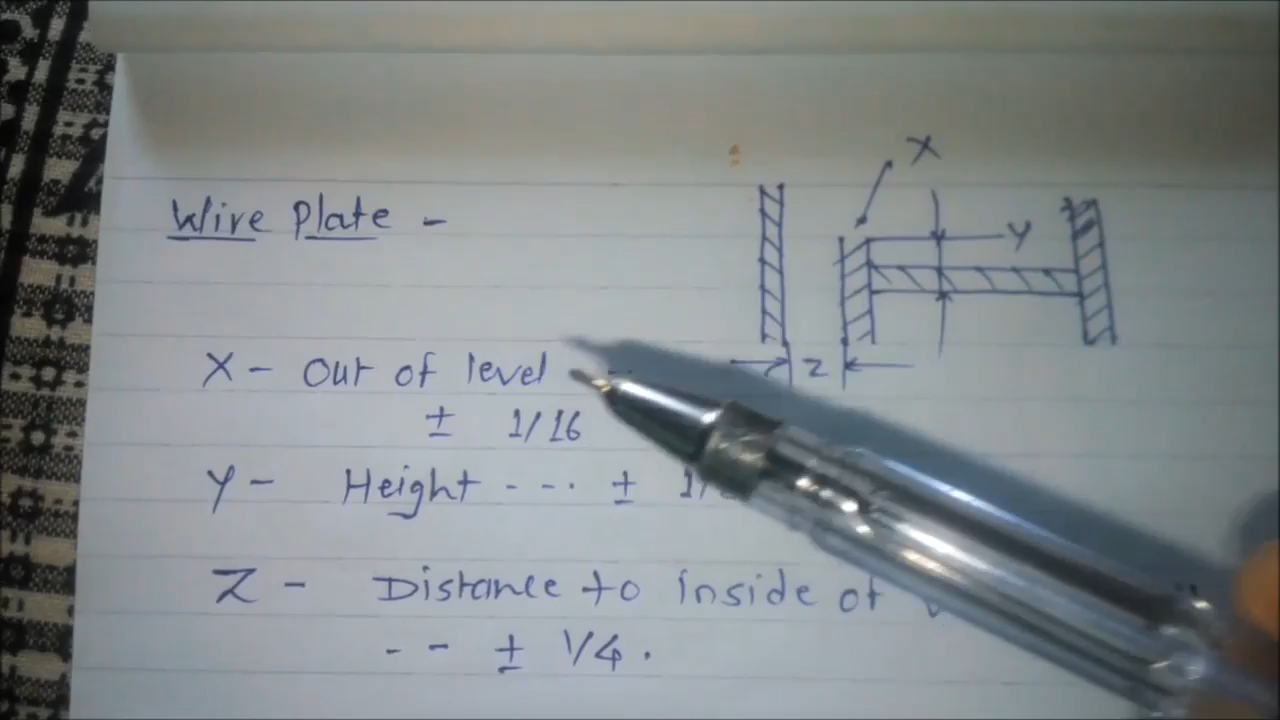 X
Wire Plate -
Y
X - Out of level --
Z
± 1/16
Y - Height - - - ±
Z - Distance to inside of
- - ± 1/4.